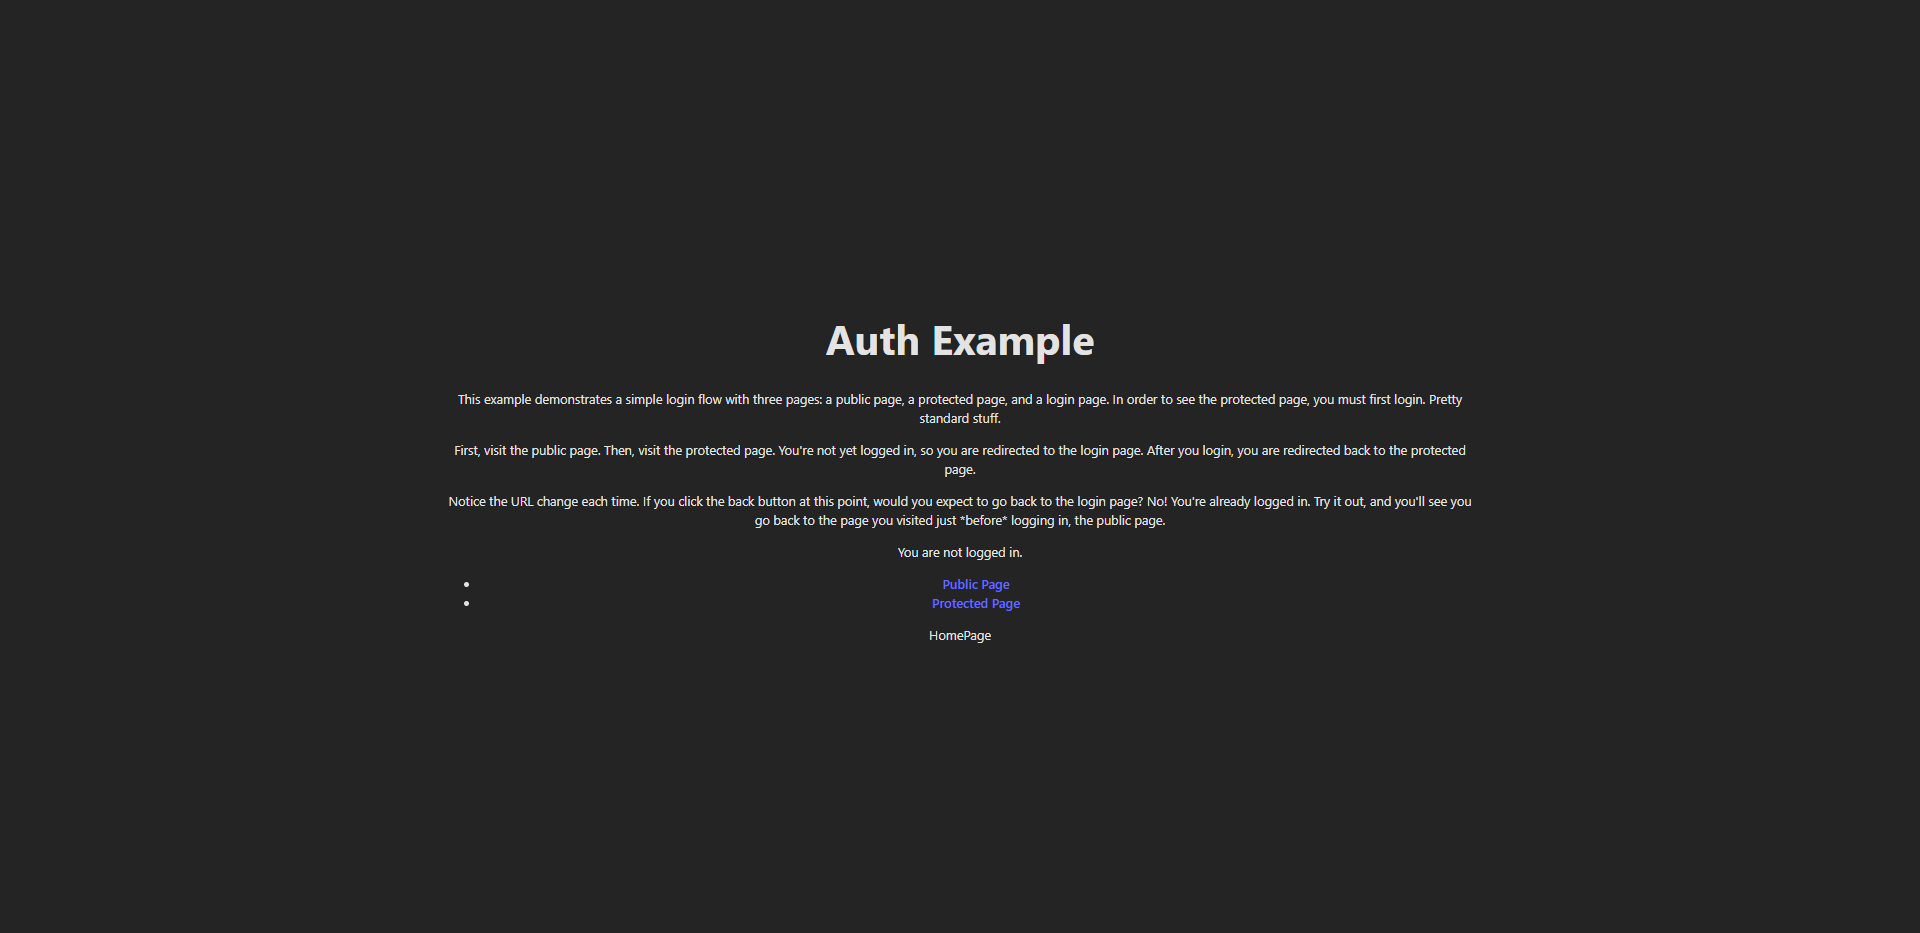 Auth Example
This example demonstrates a simple login flow with three pages: a public page, a protected page, and a login page. In order to see the protected page, you must first login. Pretty
standard stuff.
First, visit the public page. Then, visit the protected page. You're not yet logged in, so you are redirected to the login page. After you login, you are redirected back to the protected
page.
Notice the URL change each time. If you click the back button at this point, would you expect to go back to the login page? No! You're already logged in. Try it out, and you'll see you
go back to the page you visited just *before* logging in, the public page.
You are not logged in.
Public Page
Protected Page
HomePage